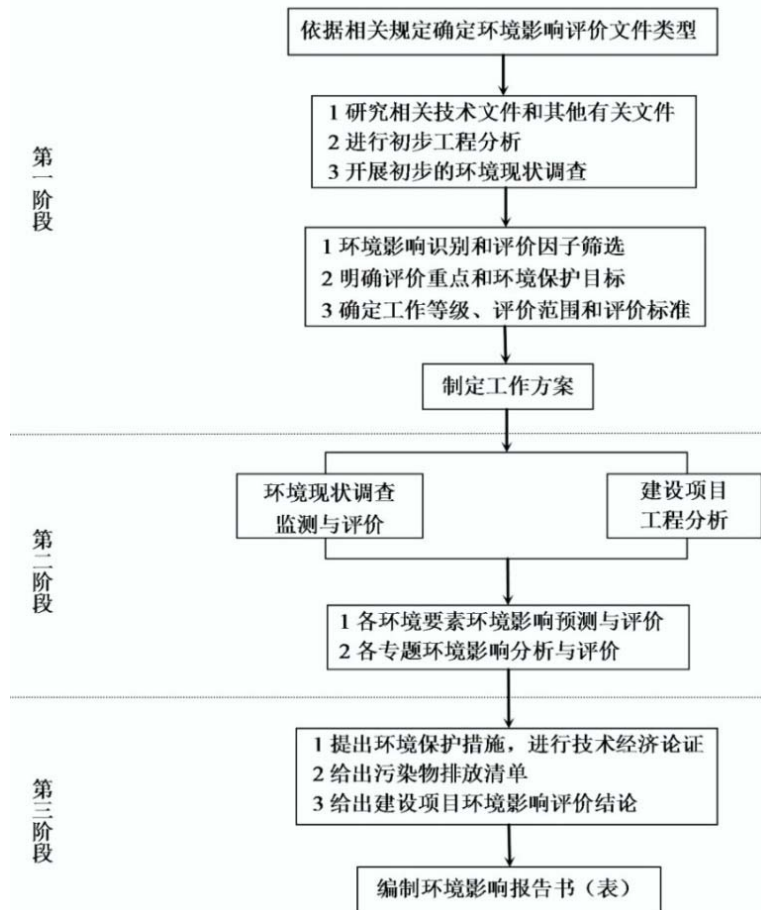 依据相关规定确定环境影响评价文件类型
第一阶段
1 研究相关技术文件和其他有关文件
2 进行初步工程分析
3 开展初步的环境现状调查
1 环境影响识别和评价因子筛选
2 明确评价重点和环境保护目标
3 确定工作等级、评价范围和评价标准
制定工作方案
第二阶段
环境现状调查
监测与评价
建设项目
工程分析
1 各环境要素环境影响预测与评价
2 各专题环境影响分析与评价
第三阶段
1 提出环境保护措施，进行技术经济论证
2 给出污染物排放清单
3 给出建设项目环境影响评价结论
编制环境影响报告书（表）